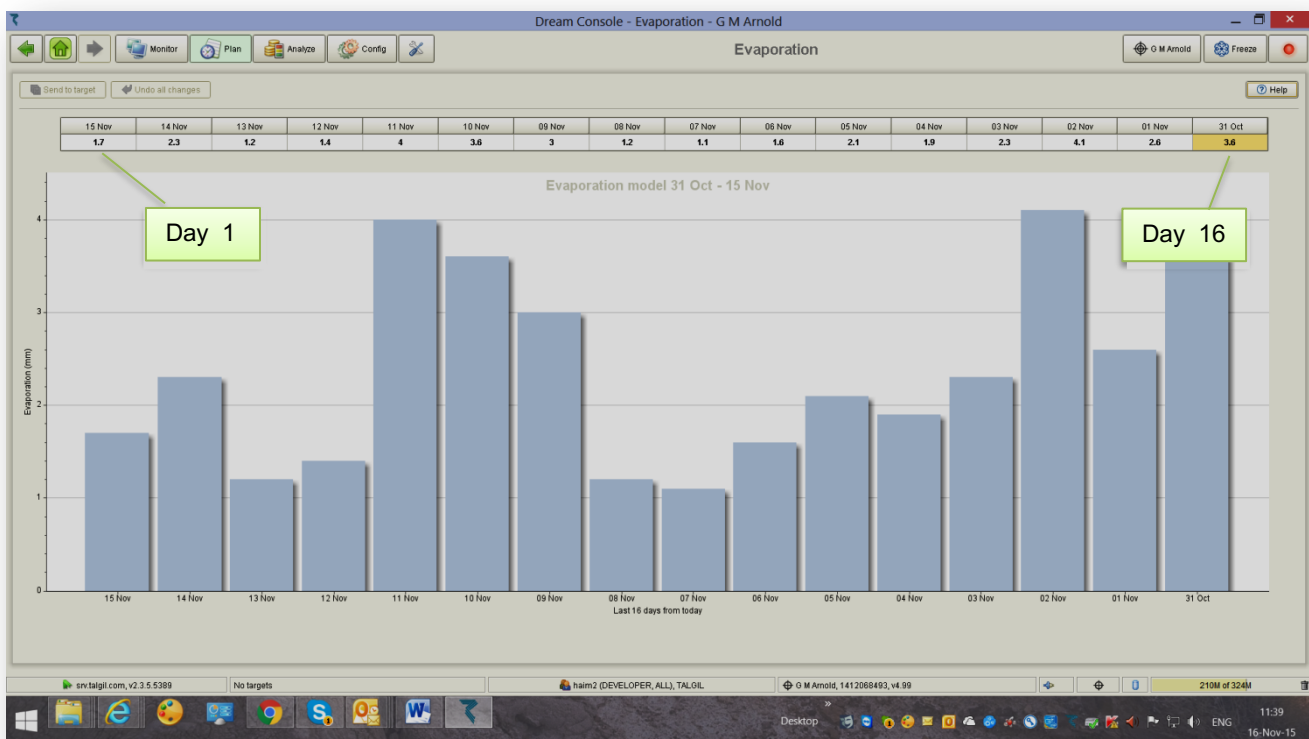 Dream Console - Evaporation - G M Arnold
Monitor Plan Analyze Config Evaporation G M Arnold Freeze
Send to target Undo all changes Help
15 Nov 14 Nov 13 Nov 12 Nov 11 Nov 10 Nov 09 Nov 08 Nov 07 Nov 06 Nov 05 Nov 04 Nov 03 Nov 02 Nov 01 Nov 31 Oct
1.7 2.3 1.2 1.4 4 3.6 3 1.2 1.1 1.6 2.1 1.9 2.3 4.1 2.6 3.6
Evaporation model 31 Oct - 15 Nov
Day 1
Day 16
Evaporation (mm)
4
3
2
1
0
15 Nov 14 Nov 13 Nov 12 Nov 11 Nov 10 Nov 09 Nov 08 Nov 07 Nov 06 Nov 05 Nov 04 Nov 03 Nov 02 Nov 01 Nov 31 Oct
Last 16 days from today
srv.talgil.com, v2.3.5.5389 No targets haim2 (DEVELOPER, ALL), TALGIL G M Arnold, 1412068493, v4.99 210M of 324M
Desktop » ENG 11:39
16-Nov-15